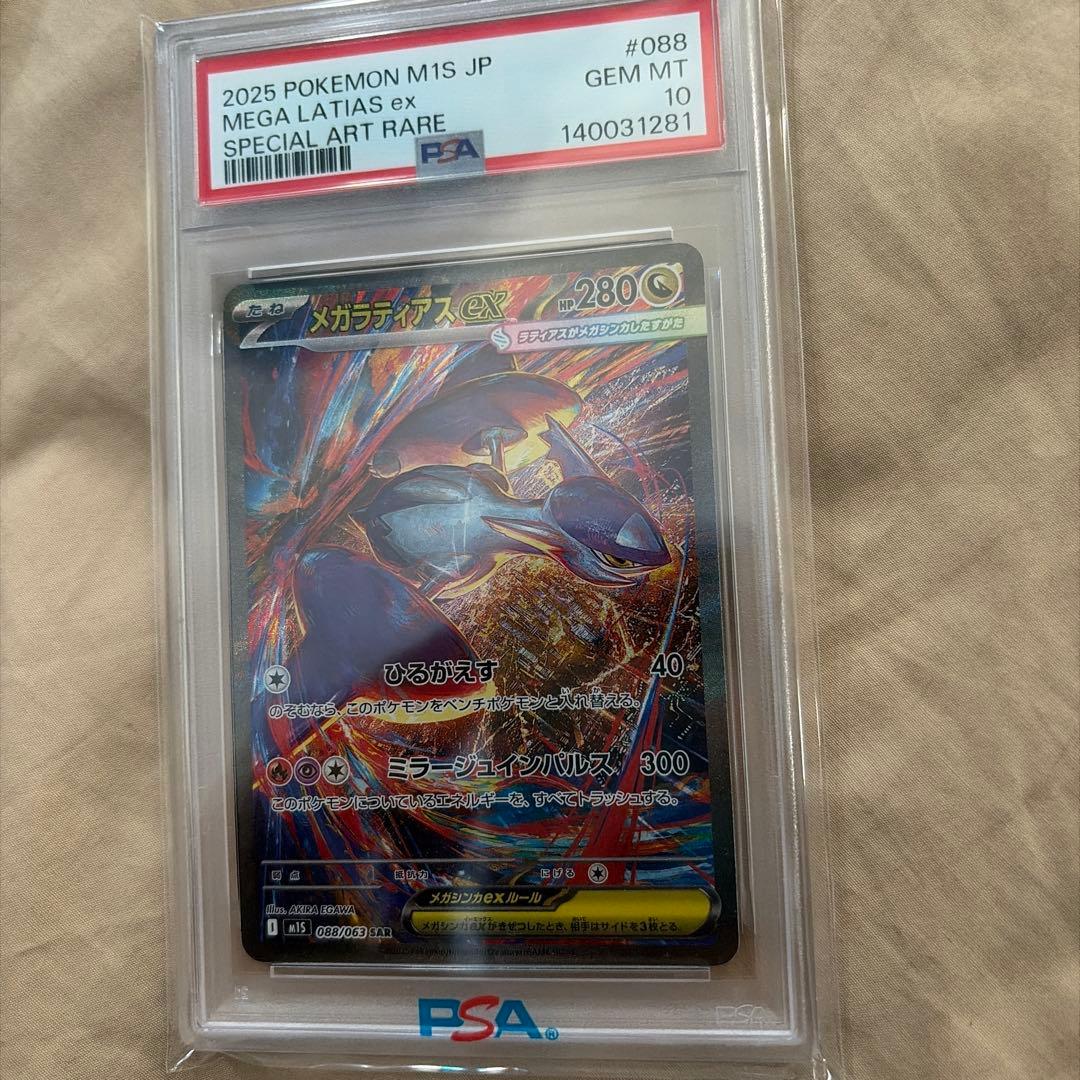 2025 POKEMON M1S JP
MEGA LATIAS ex
SPECIAL ART RARE
#088
GEM MT
10
140031281
PSA
たね
メガラティアスex
HP280
ラティアスがメガシンカしたすがた
ひるがえす 40
のぞむなら、このポケモンをベンチポケモンと入れ替える。
ミラージュインパルス 300
このポケモンについているエネルギーを、すべてトラッシュする。
弱点 抵抗力 にげる
メガシンカexルール
メガシンカexがきぜつしたとき、相手はサイドを3枚とる。
Illus. AKIRA EGAWA
M1S 088/063 SAR
PSA®
PSA